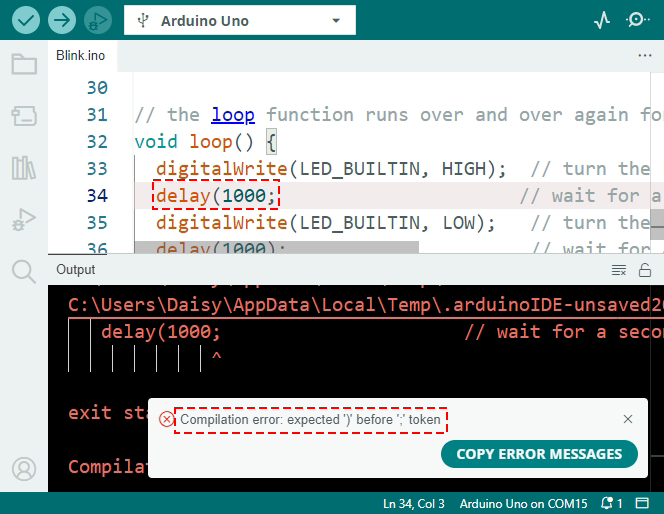 Arduino Uno
Blink.ino
30
31 // the loop function runs over and over again fo
32 void loop() {
33 digitalWrite(LED_BUILTIN, HIGH); // turn the
34 delay(1000; // wait for a
35 digitalWrite(LED_BUILTIN, LOW); // turn the
36 delay(1000); // wait for
Output
C:\Users\Daisy\AppData\Local\Temp\.arduinoIDE-unsaved20
delay(1000; // wait for a seco
^
exit sta
Compilation error: expected ')' before ';' token
COPY ERROR MESSAGES
Compila
Ln 34, Col 3 Arduino Uno on COM15 1